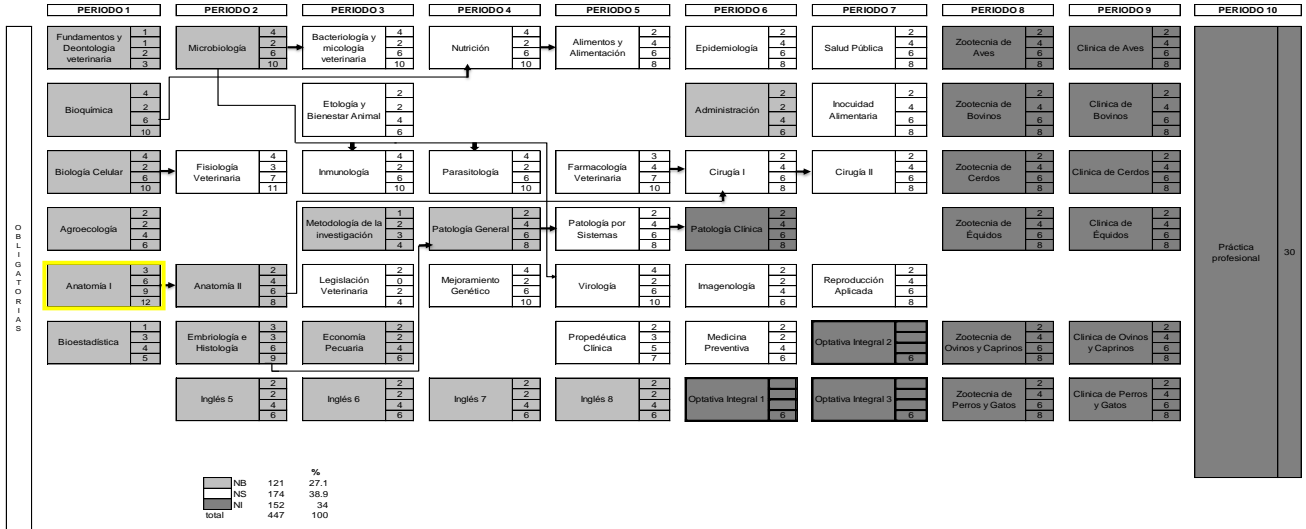 PERIODO 1 PERIODO 2 PERIODO 3 PERIODO 4 PERIODO 5 PERIODO 6 PERIODO 7 PERIODO 8 PERIODO 9 PERIODO 10
OBLIGATORIAS
Fundamentos y
Deontologia
veterinaria
1
1
2
3
Microbiología
4
2
6
10
Bacteriología y
micología
veterinaria
4
2
6
10
Nutrición
4
2
6
10
Alimentos y
Alimentación
2
4
6
8
Epidemiología
2
4
6
8
Salud Pública
2
4
6
8
Zootecnia de
Aves
2
4
6
8
Clinica de Aves
2
4
6
8
Bioquímica
4
2
6
10
Etología y
Bienestar Animal
2
2
4
6
Administración
2
2
4
6
Inocuidad
Alimentaria
2
4
6
8
Zootecnia de
Bovinos
2
4
6
8
Clinica de
Bovinos
2
4
6
8
Biología Celular
4
2
6
10
Fisiología
Veterinaria
4
3
7
11
Inmunología
4
2
6
10
Parasitología
4
2
6
10
Farmacología
Veterinaria
3
4
7
10
Cirugía I
2
4
6
8
Cirugía II
2
4
6
8
Zootecnia de
Cerdos
2
4
6
8
Clinica de Cerdos
2
4
6
8
Agroecología
2
2
4
6
Metodología de la
investigación
1
2
3
4
Patología General
2
4
6
8
Patología por
Sistemas
2
4
6
8
Patología Clínica
2
4
6
8
Zootecnia de
Équidos
2
4
6
8
Clínica de
Équidos
2
4
6
8
Anatomía I
3
6
9
12
Anatomía II
2
4
6
8
Legislación
Veterinaria
2
0
2
4
Mejoramiento
Genético
4
2
6
10
Virología
4
2
6
10
Imagenología
2
4
6
8
Reproducción
Aplicada
2
4
6
8
Bioestadística
1
3
4
5
Embriología e
Histología
3
3
6
9
Economía
Pecuaria
2
2
4
6
Propedéutica
Clínica
2
3
5
7
Medicina
Preventiva
2
2
4
6
Optativa Integral 2
6
Zootecnia de
Ovinos y Caprinos
2
4
6
8
Clinica de Ovinos
y Caprinos
2
4
6
8
Inglés 5
2
2
4
6
Inglés 6
2
2
4
6
Inglés 7
2
2
4
6
Inglés 8
2
2
4
6
Optativa Integral 1
6
Optativa Integral 3
6
Zootecnia de
Perros y Gatos
2
4
6
8
Clinica de Perros
y Gatos
2
4
6
8
Práctica
profesional
30
%
NB 121 27.1
NS 174 38.9
NI 152 34
total 447 100